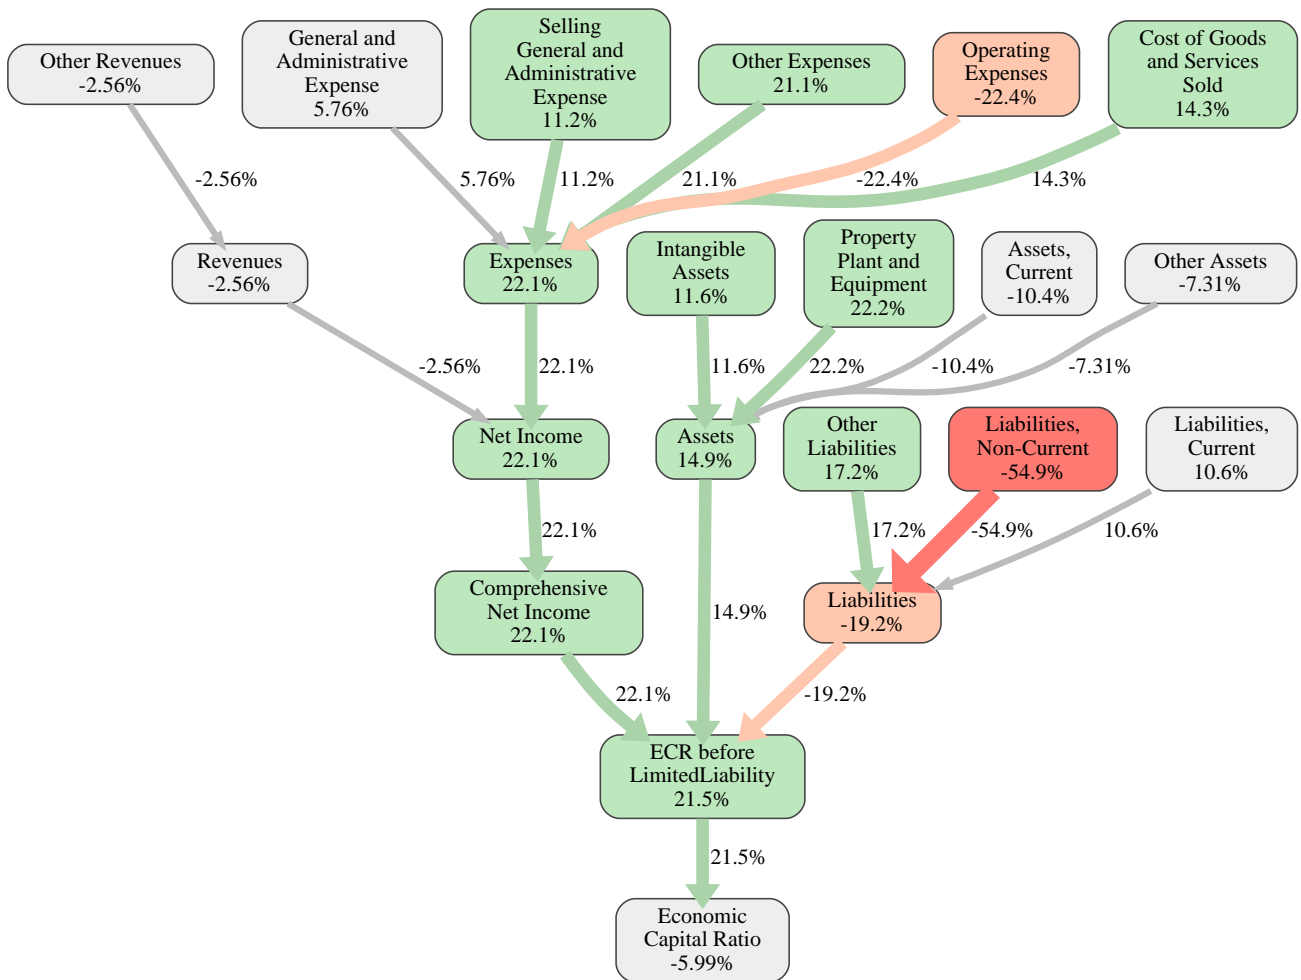 Other Revenues
-2.56%
General and
Administrative
Expense
5.76%
Selling
General and
Administrative
Expense
11.2%
Other Expenses
21.1%
Operating
Expenses
-22.4%
Cost of Goods
and Services
Sold
14.3%
-2.56%
5.76%
11.2%
21.1%
-22.4%
14.3%
Revenues
-2.56%
Expenses
22.1%
Intangible
Assets
11.6%
Property
Plant and
Equipment
22.2%
Assets,
Current
-10.4%
Other Assets
-7.31%
-2.56%
22.1%
11.6%
22.2%
-10.4%
-7.31%
Net Income
22.1%
Assets
14.9%
Other
Liabilities
17.2%
Liabilities,
Non-Current
-54.9%
Liabilities,
Current
10.6%
22.1%
17.2%
-54.9%
10.6%
Comprehensive
Net Income
22.1%
14.9%
Liabilities
-19.2%
22.1%
-19.2%
ECR before
LimitedLiability
21.5%
21.5%
Economic
Capital Ratio
-5.99%